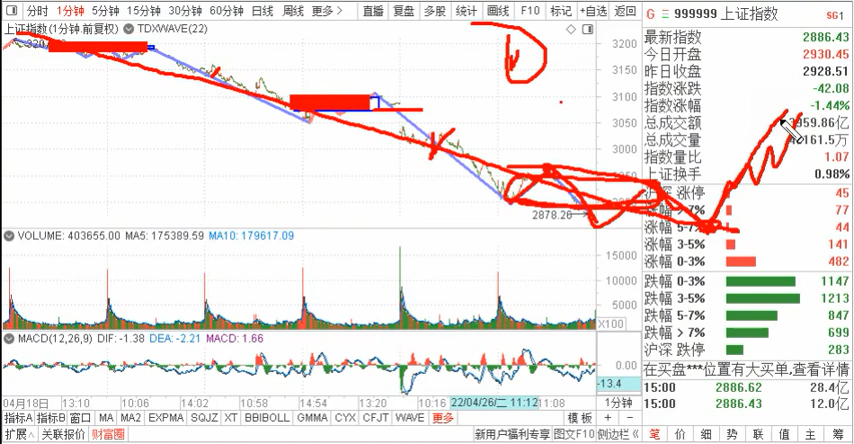 分时 1分钟 5分钟 15分钟 30分钟 60分钟 日线 周线 更多 直播 复盘 多股 统计 画线 F10 标记 +自选 返回
G 999999 上证指数 SG1
上证指数(1分钟.前复权) TDXWAVE(22)
3200
3150
3100
3050
3000
2878.20
最新指数 2886.43
今日开盘 2930.45
昨日收盘 2928.51
指数涨跌 -42.08
指数涨幅 -1.44%
总成交额 亿
总成交量 161.5万
指数量比 1.07
上证换手 0.98%
沪深 涨停 45
涨幅 >7% 77
涨幅 5-7% 44
涨幅 3-5% 141
涨幅 0-3% 482
跌幅 0-3% 1147
跌幅 3-5% 1213
跌幅 5-7% 847
跌幅 >7% 699
沪深 跌停 283
在买盘***位置有大买单,查看详情
15:00 2886.62 28.4亿
15:00 2886.43 12.0亿
VOLUME: 403655.00 MA5: 175389.59 MA10: 179617.09
15000
10000
5000
X100
MACD(12,26,9) DIF: -1.38 DEA: -2.21 MACD: 1.66
0.00
-13.4
04月18日 13:10 14:02 10:58 13:20 10:16 22/04/26/二 11:12 11:08 1分钟
指标A 指标B 窗口 MA MA2 EXPMA SQJZ XT BBIBOLL GMMA CYX CFJT WAVE 更多 模板 + −
扩展 关联报价 财富圈 新用户福利专享 图文F10 侧边栏
笔 价 细 势 联 值 主 筹